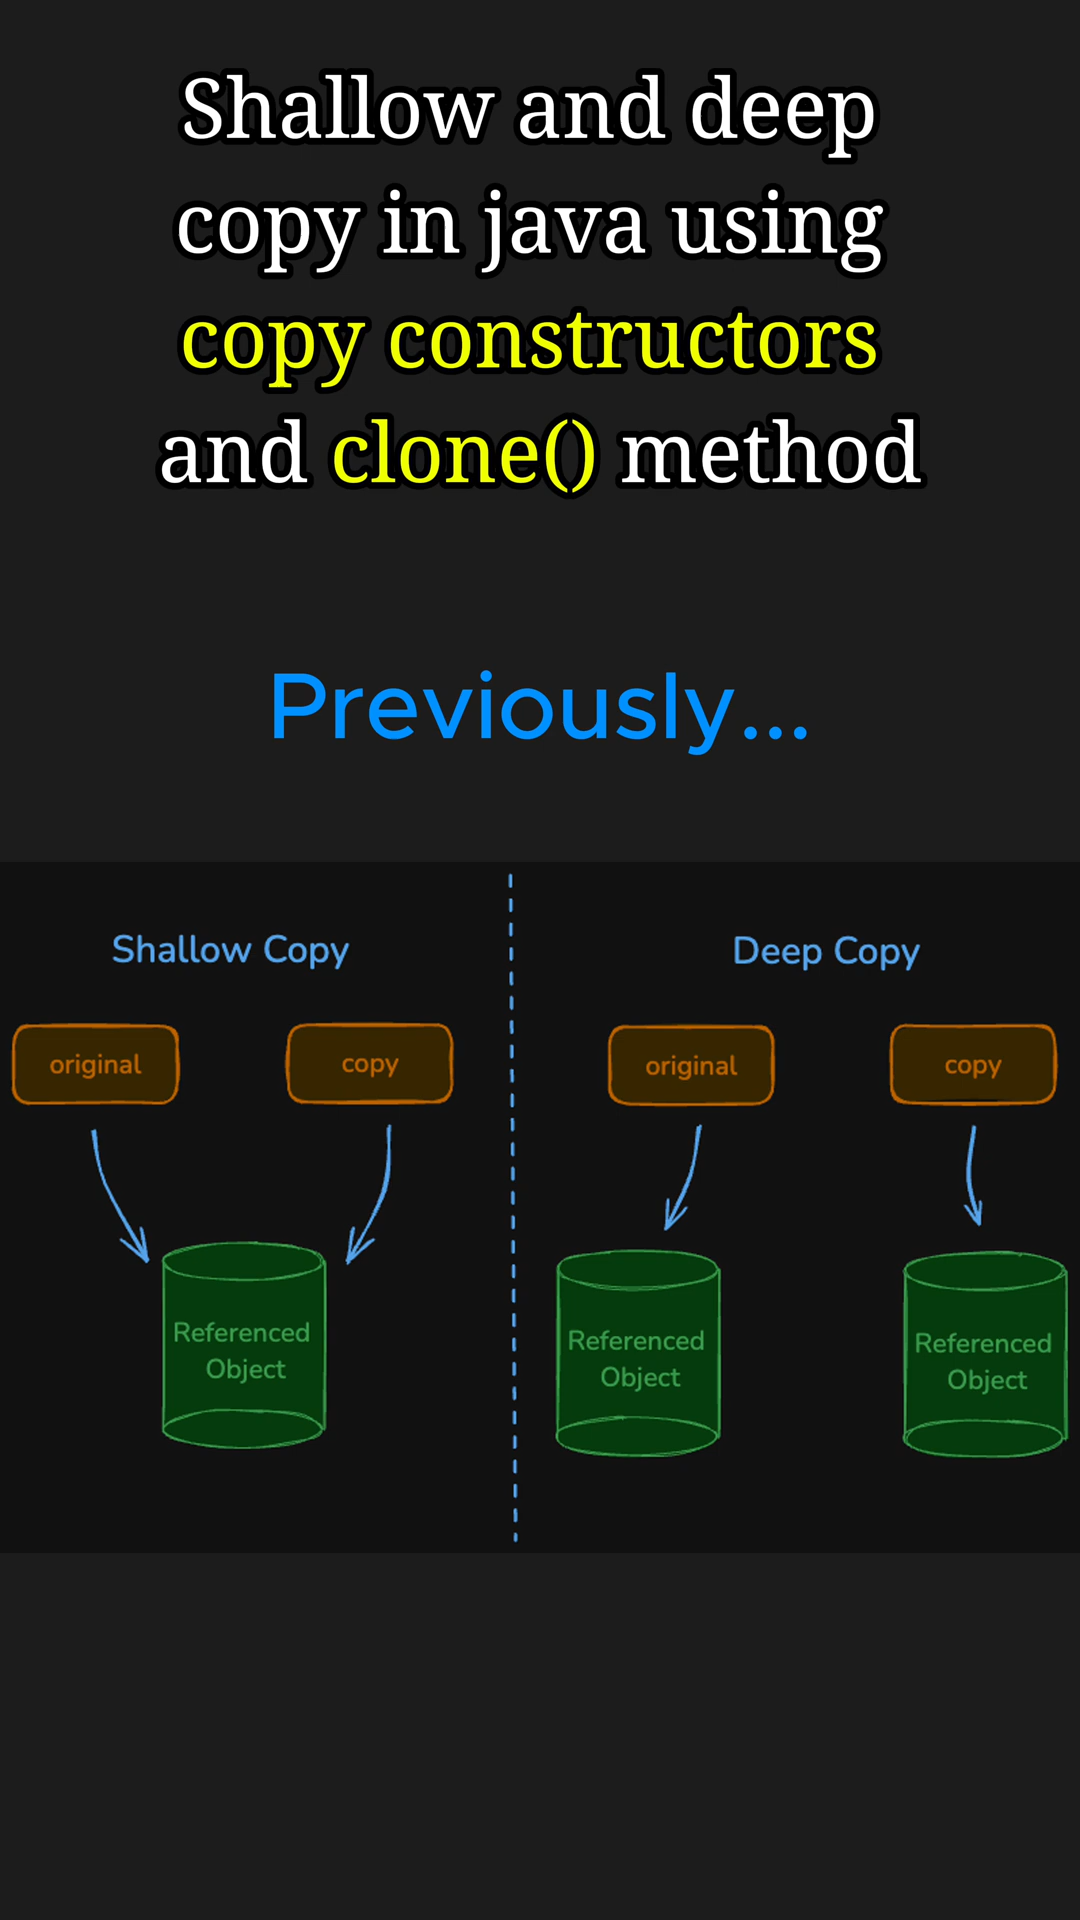 Shallow and deep
copy in java using
copy constructors
and clone() method
Previously...
Shallow Copy
original
copy
Referenced
Object
Deep Copy
original
copy
Referenced
Object
Referenced
Object